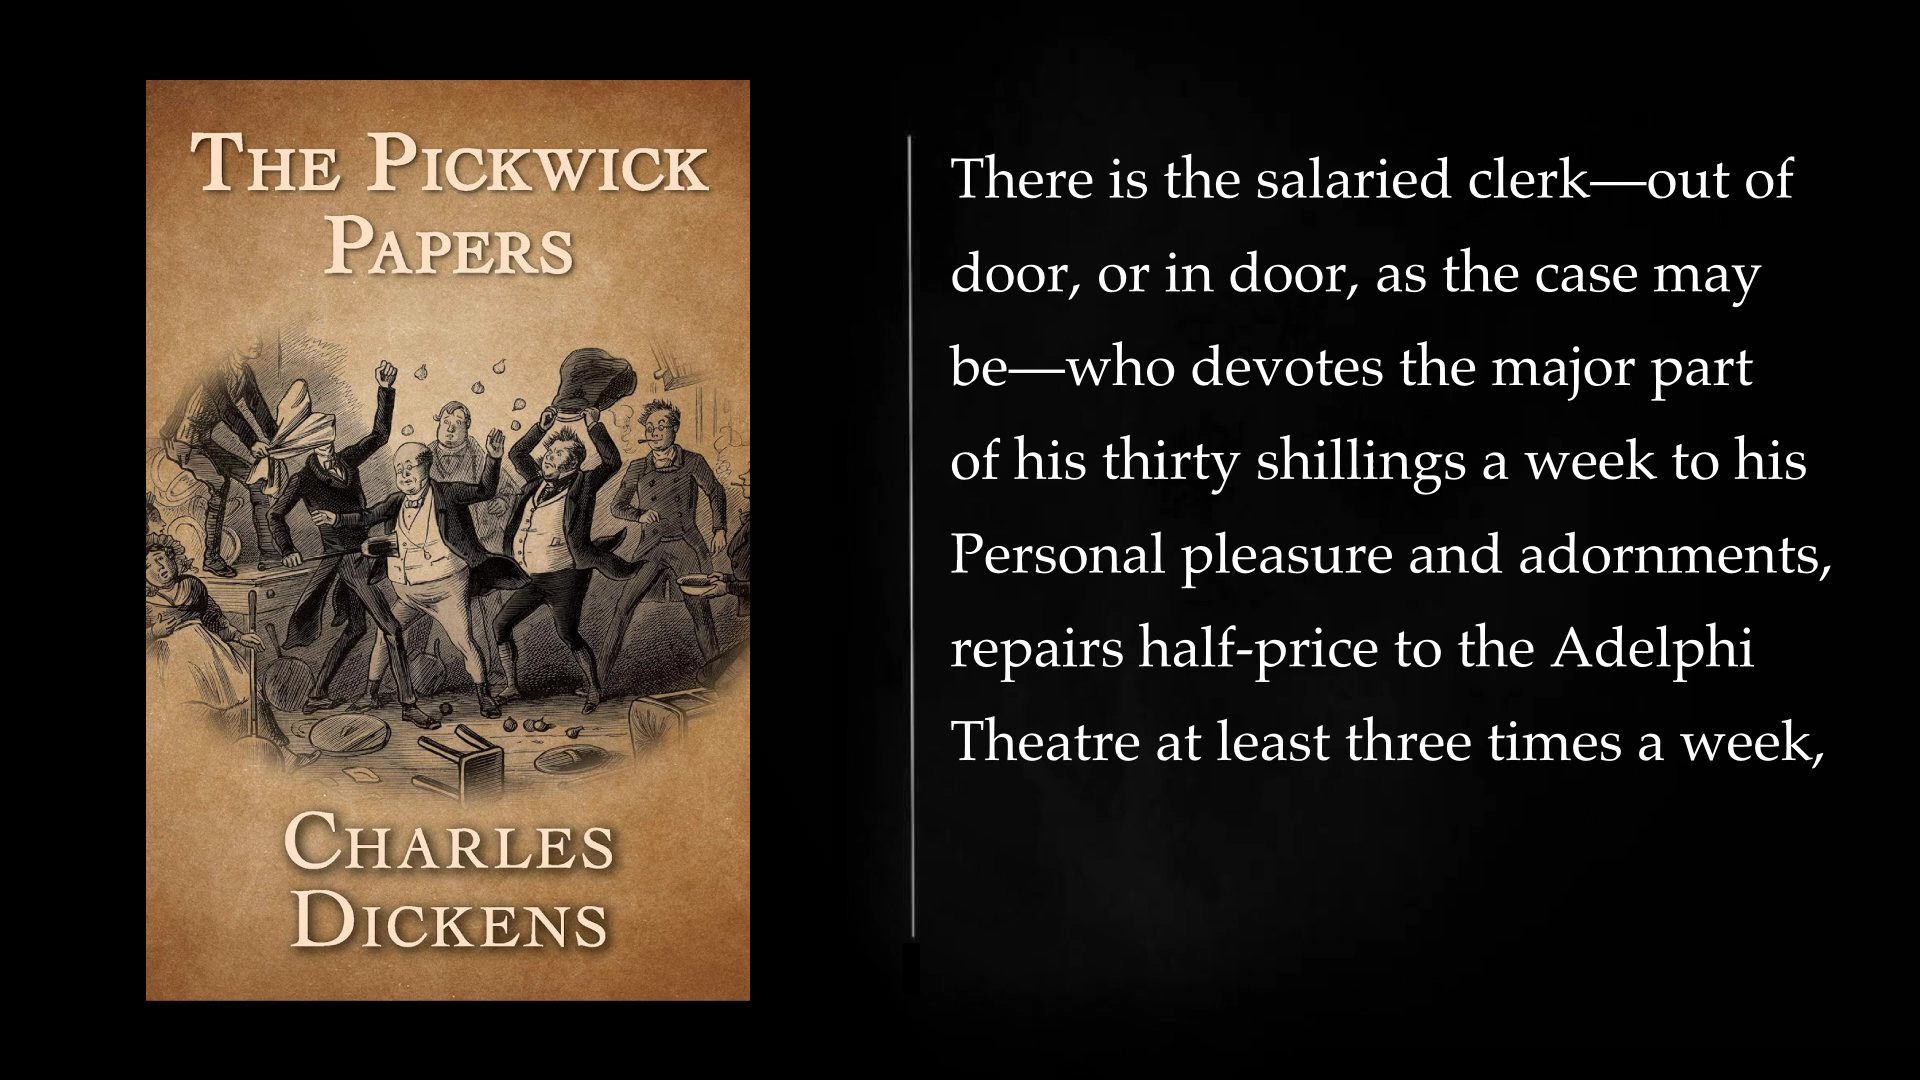 The Pickwick
Papers
Charles
Dickens
There is the salaried clerk—out of
door, or in door, as the case may
be—who devotes the major part
of his thirty shillings a week to his
Personal pleasure and adornments,
repairs half-price to the Adelphi
Theatre at least three times a week,